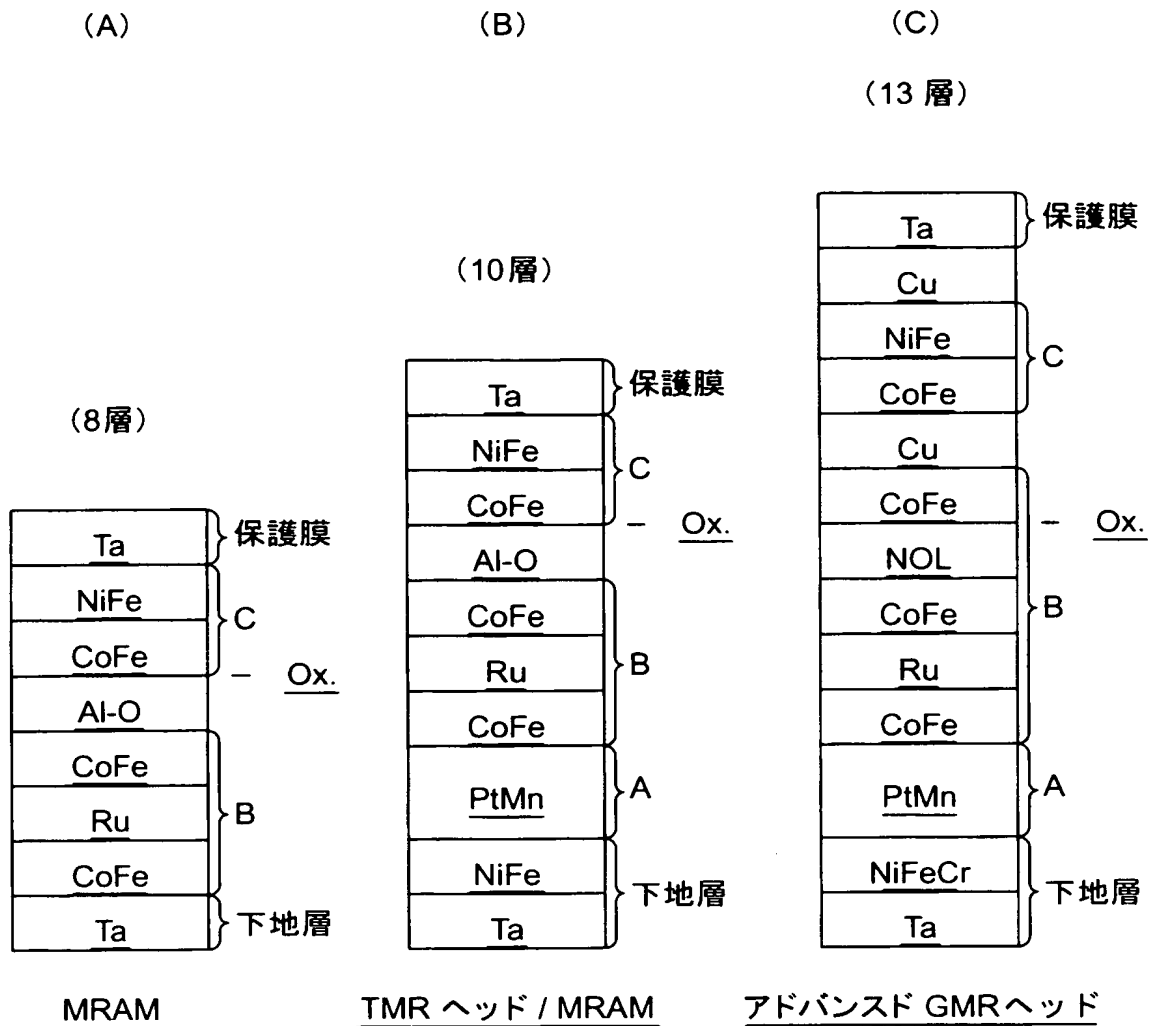 (A)
(8層)
Ta
保護膜
NiFe
C
CoFe
Ox.
Al-O
CoFe
Ru
B
CoFe
Ta
下地層
MRAM
(B)
(10層)
Ta
保護膜
NiFe
C
CoFe
Ox.
Al-O
CoFe
Ru
B
CoFe
PtMn
A
NiFe
下地層
Ta
TMR ヘッド / MRAM
(C)
(13 層)
Ta
保護膜
Cu
NiFe
C
CoFe
Cu
CoFe
Ox.
NOL
CoFe
B
Ru
CoFe
PtMn
A
NiFeCr
下地層
Ta
アドバンスド GMRヘッド